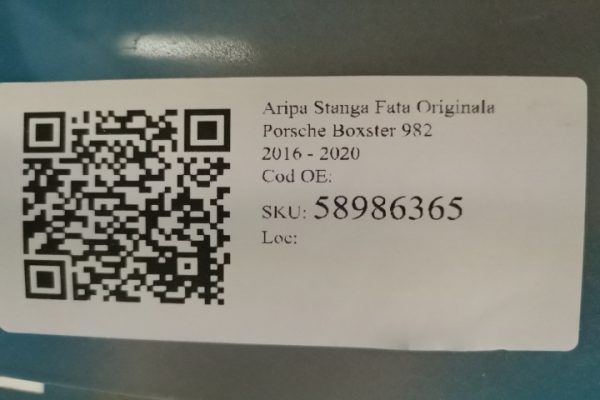 Aripa Stanga Fata Originala
Porsche Boxster 982
2016 - 2020
Cod OE:
SKU: 58986365
Loc: